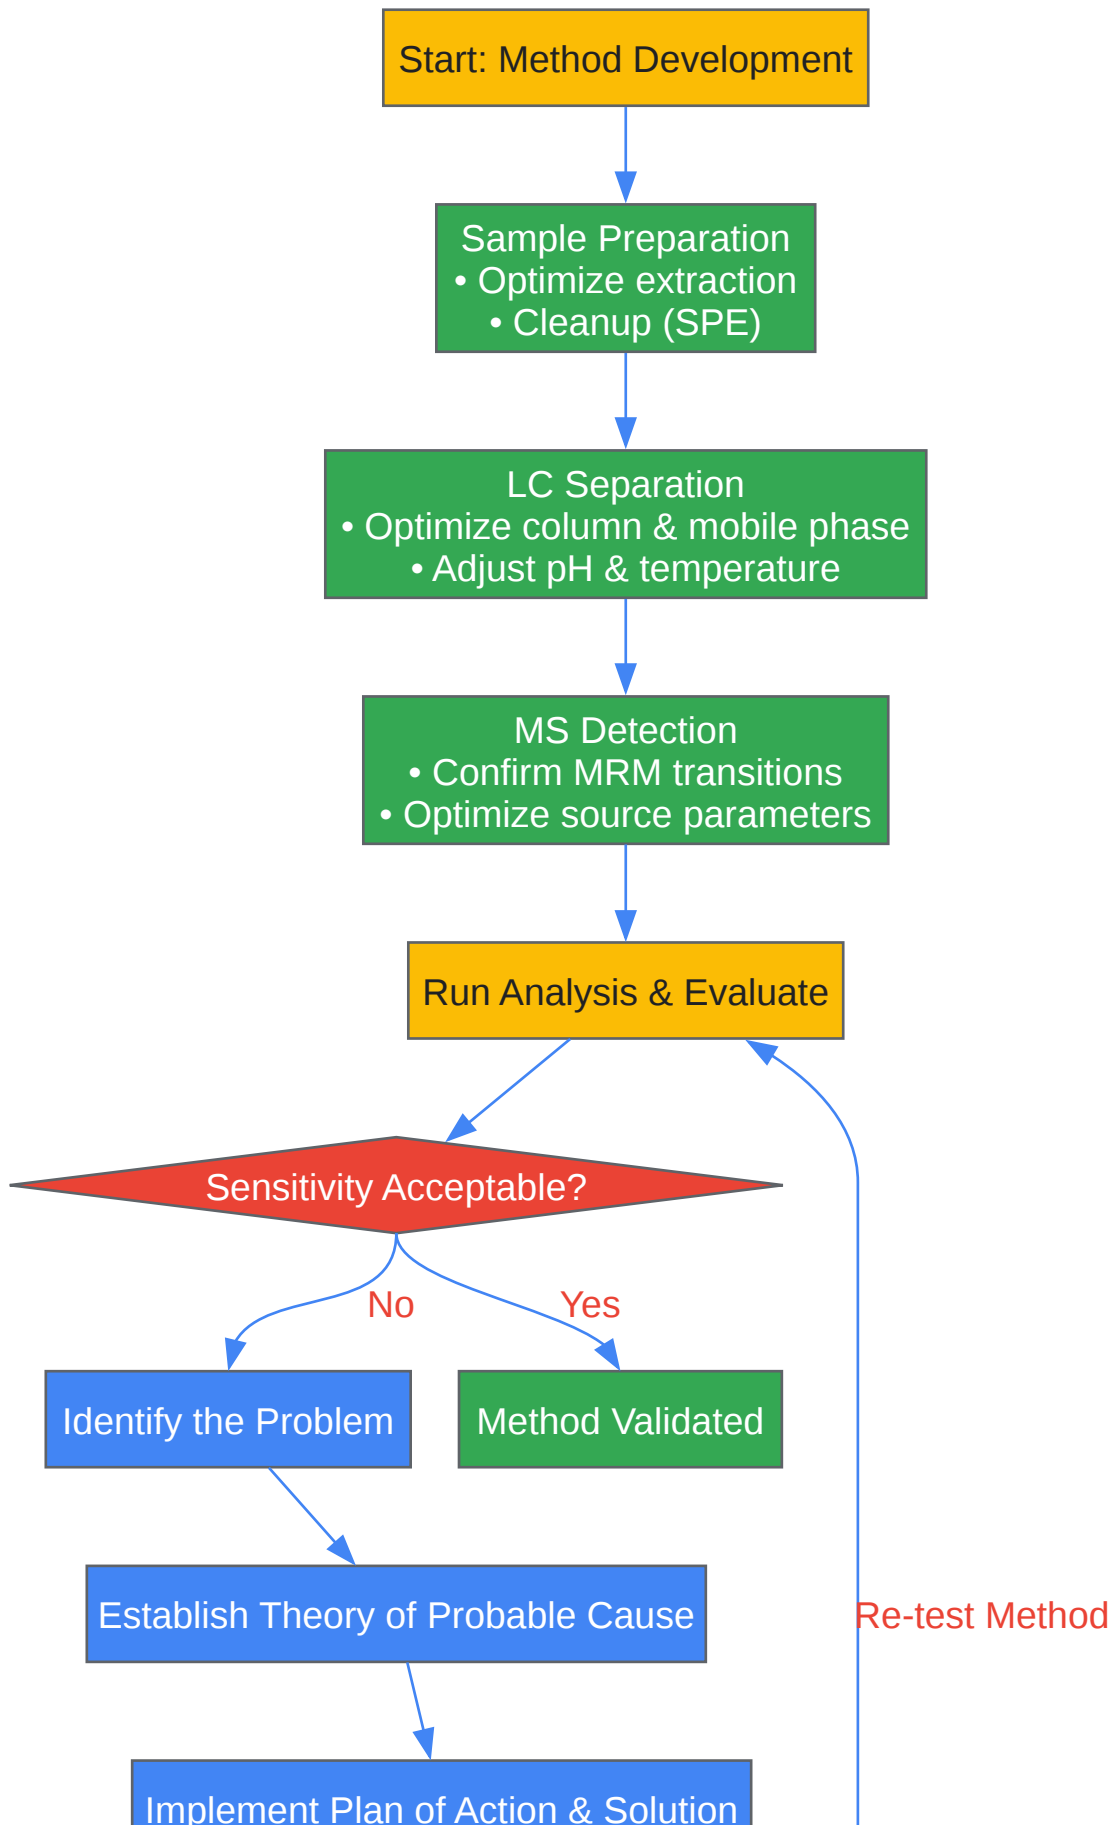 Start: Method Development
Sample Preparation
• Optimize extraction
• Cleanup (SPE)
LC Separation
• Optimize column & mobile phase
• Adjust pH & temperature
MS Detection
• Confirm MRM transitions
• Optimize source parameters
Run Analysis & Evaluate
Sensitivity Acceptable?
No
Yes
Identify the Problem
Method Validated
Establish Theory of Probable Cause
Re-test Method
Implement Plan of Action & Solution